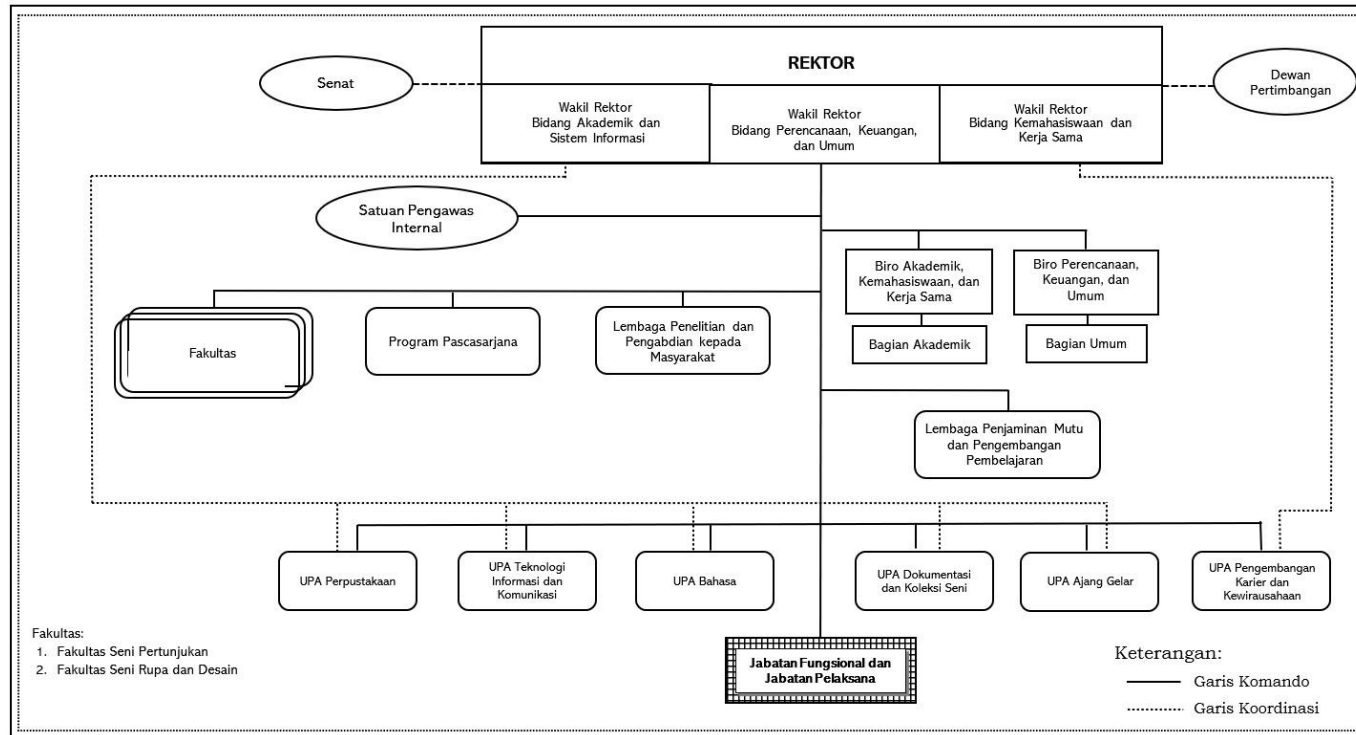 REKTOR
Senat
Dewan
Pertimbangan
Wakil Rektor
Bidang Akademik dan
Sistem Informasi
Wakil Rektor
Bidang Perencanaan, Keuangan,
dan Umum
Wakil Rektor
Bidang Kemahasiswaan dan
Kerja Sama
Satuan Pengawas
Internal
Biro Akademik,
Kemahasiswaan, dan
Kerja Sama
Biro Perencanaan,
Keuangan, dan
Umum
Bagian Akademik
Bagian Umum
Fakultas
Program Pascasarjana
Lembaga Penelitian dan
Pengabdian kepada
Masyarakat
Lembaga Penjaminan Mutu
dan Pengembangan
Pembelajaran
UPA Perpustakaan
UPA Teknologi
Informasi dan
Komunikasi
UPA Bahasa
UPA Dokumentasi
dan Koleksi Seni
UPA Ajang Gelar
UPA Pengembangan
Karier dan
Kewirausahaan
Fakultas:
1. Fakultas Seni Pertunjukan
2. Fakultas Seni Rupa dan Desain
Jabatan Fungsional dan
Jabatan Pelaksana
Keterangan:
Garis Komando
Garis Koordinasi